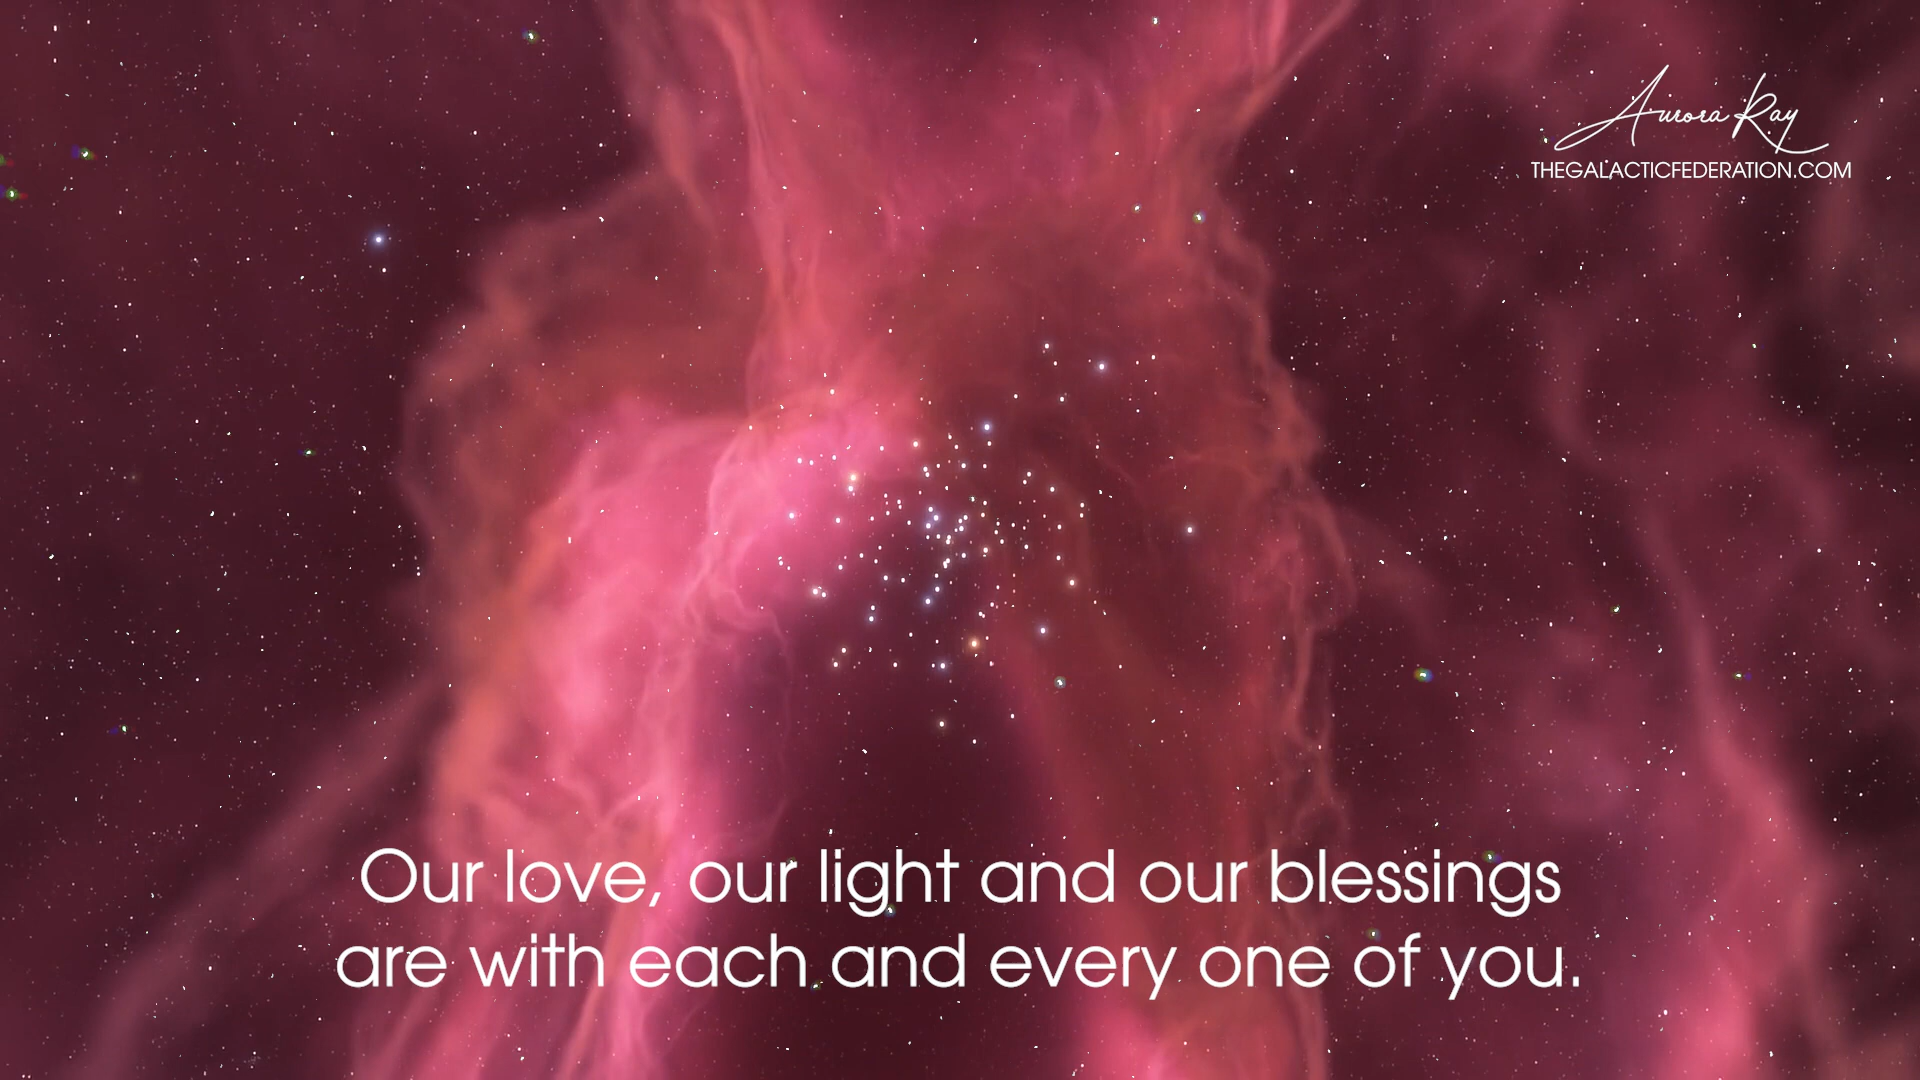 Aurora Ray
THEGALACTICFEDERATION.COM
Our love, our light and our blessings
are with each and every one of you.